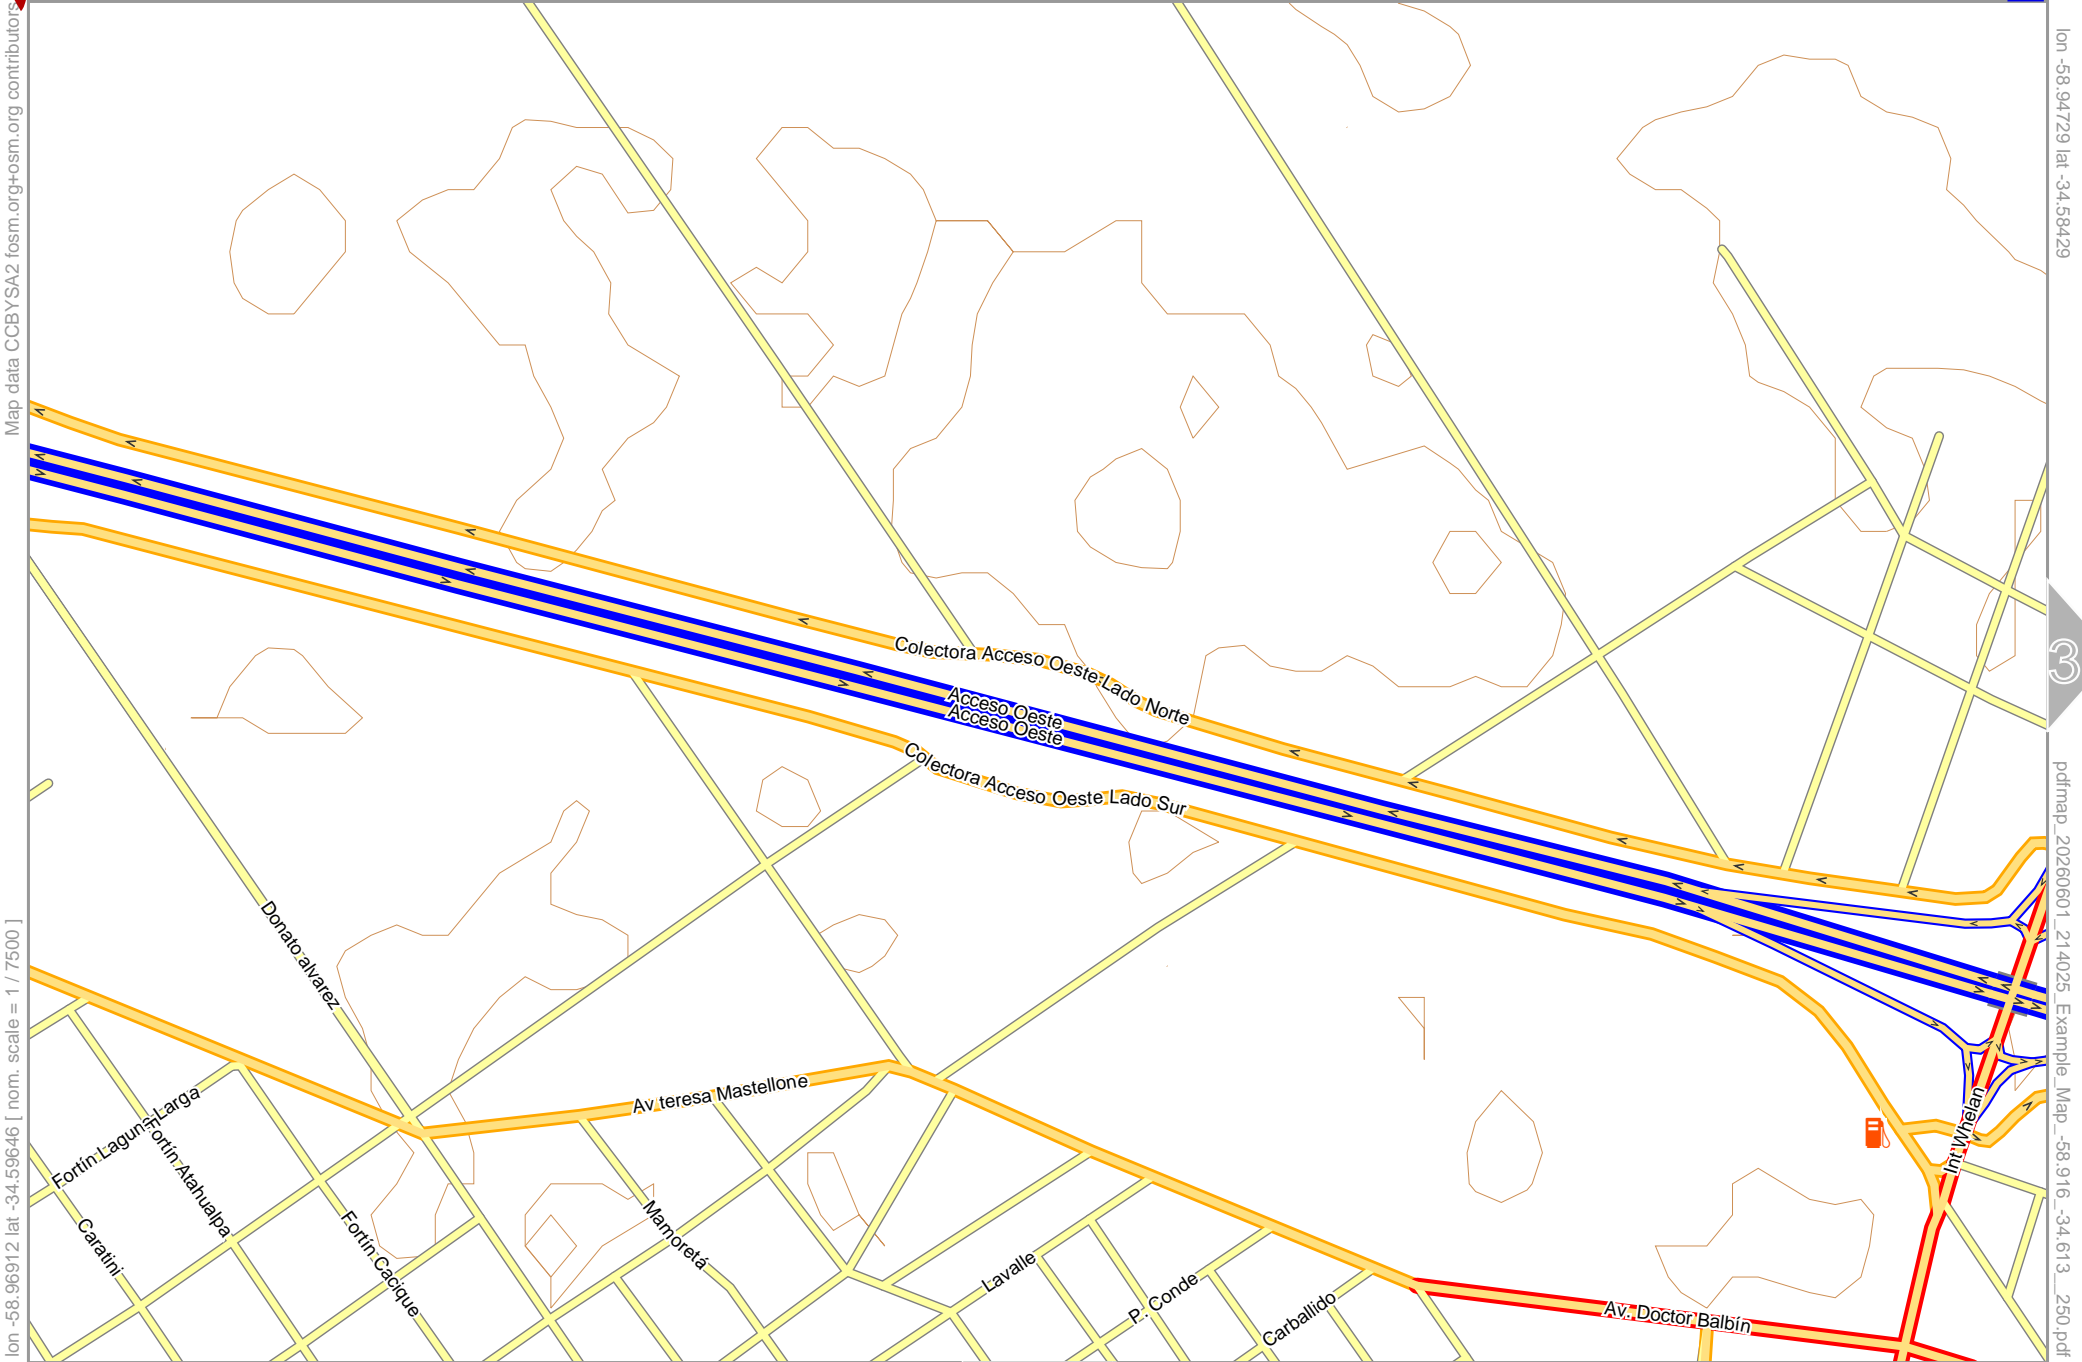 Map data CCBYSA2 fosm.org+osm.org contributors
lon -58.96912 lat -34.59646 [ nom. scale = 1 / 7500 ]
lon -58.94729 lat -34.58429
3
pdfmap_20260601_214025_Example_Map_-58.916_-34.6133__250.pdf
Colectora Acceso Oeste Lado Norte
Acceso Oeste
Acceso Oeste
Colectora Acceso Oeste Lado Sur
Donato alvarez
Av teresa Mastellone
Fortín Laguna Larga
Fortín Atahualpa
Caratini
Fortín Cacique
Mamoretá
Lavalle
P. Conde
Carballido
Av. Doctor Balbín
Int Whelan